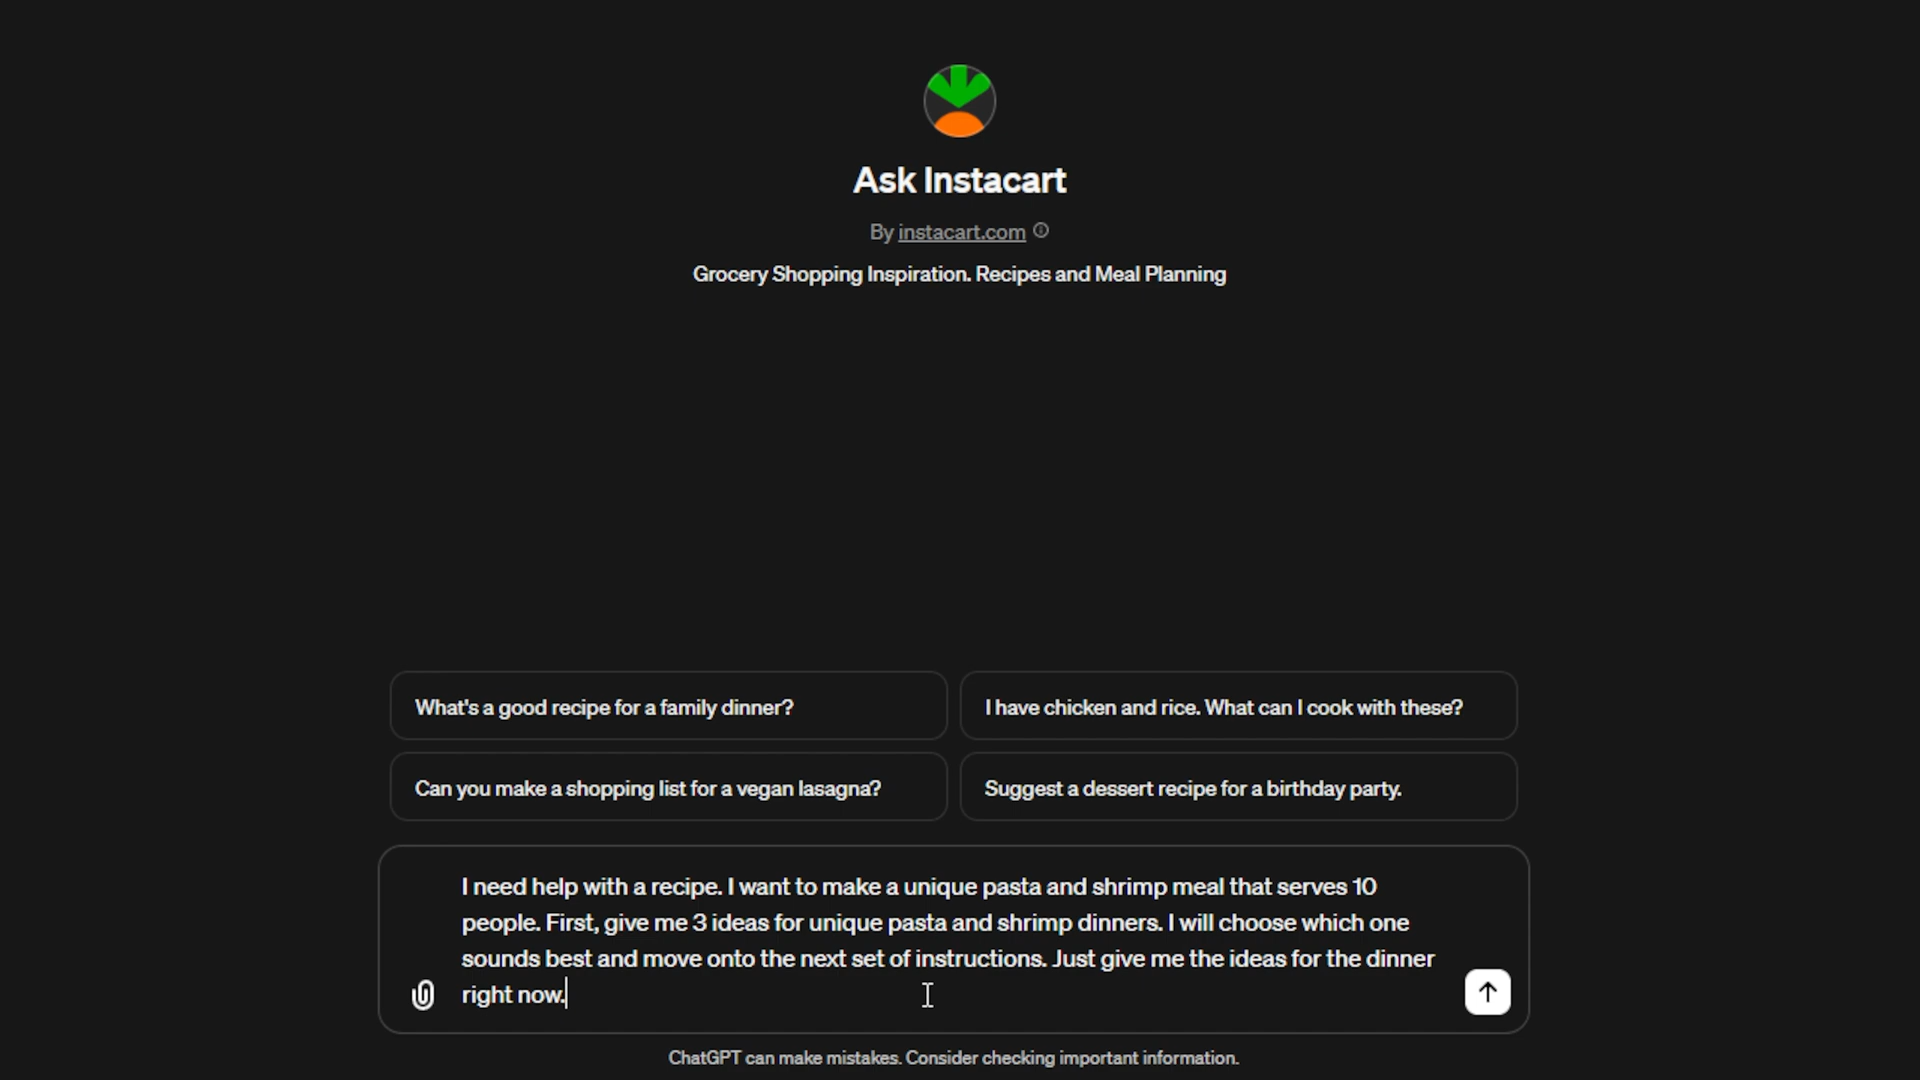 Ask Instacart
By instacart.com
Grocery Shopping Inspiration. Recipes and Meal Planning
What's a good recipe for a family dinner?
I have chicken and rice. What can I cook with these?
Can you make a shopping list for a vegan lasagna?
Suggest a dessert recipe for a birthday party.
I need help with a recipe. I want to make a unique pasta and shrimp meal that serves 10
people. First, give me 3 ideas for unique pasta and shrimp dinners. I will choose which one
sounds best and move onto the next set of instructions. Just give me the ideas for the dinner
right now.
ChatGPT can make mistakes. Consider checking important information.